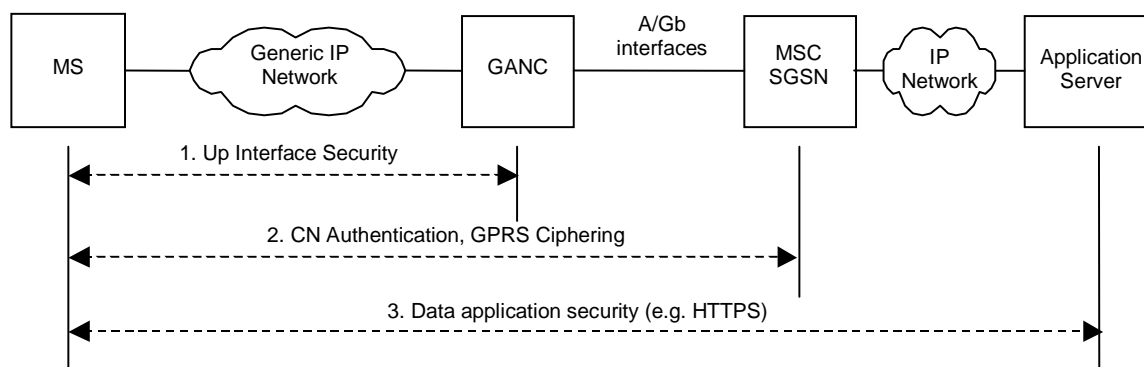 MS
Generic IP
Network
GANC
A/Gb
interfaces
MSC
SGSN
IP
Network
Application
Server
1. Up Interface Security
2. CN Authentication, GPRS Ciphering
3. Data application security (e.g. HTTPS)